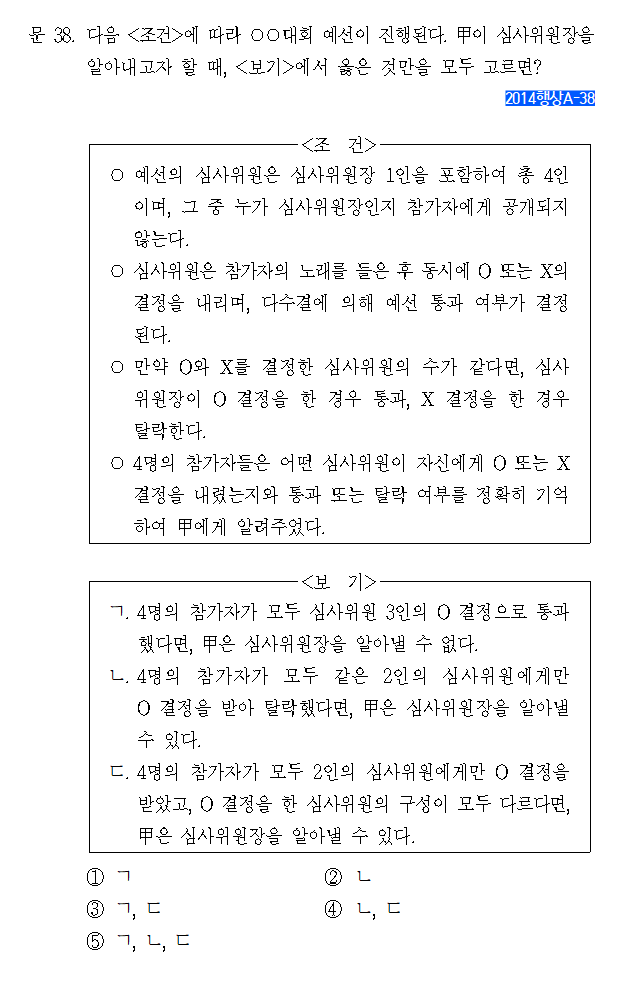 문 38. 다음 <조건>에 따라 ○○대회 예선이 진행된다. 甲이 심사위원장을
알아내고자 할 때, <보기>에서 옳은 것만을 모두 고르면?
2014행상A-38
<조 건>
○ 예선의 심사위원은 심사위원장 1인을 포함하여 총 4인
이며, 그 중 누가 심사위원장인지 참가자에게 공개되지
않는다.
○ 심사위원은 참가자의 노래를 들은 후 동시에 O 또는 X의
결정을 내리며, 다수결에 의해 예선 통과 여부가 결정
된다.
○ 만약 O와 X를 결정한 심사위원의 수가 같다면, 심사
위원장이 O 결정을 한 경우 통과, X 결정을 한 경우
탈락한다.
○ 4명의 참가자들은 어떤 심사위원이 자신에게 O 또는 X
결정을 내렸는지와 통과 또는 탈락 여부를 정확히 기억
하여 甲에게 알려주었다.
<보 기>
ㄱ. 4명의 참가자가 모두 심사위원 3인의 O 결정으로 통과
했다면, 甲은 심사위원장을 알아낼 수 없다.
ㄴ. 4명의 참가자가 모두 같은 2인의 심사위원에게만
O 결정을 받아 탈락했다면, 甲은 심사위원장을 알아낼
수 있다.
ㄷ. 4명의 참가자가 모두 2인의 심사위원에게만 O 결정을
받았고, O 결정을 한 심사위원의 구성이 모두 다르다면,
甲은 심사위원장을 알아낼 수 있다.
① ㄱ ② ㄴ
③ ㄱ, ㄷ ④ ㄴ, ㄷ
⑤ ㄱ, ㄴ, ㄷ